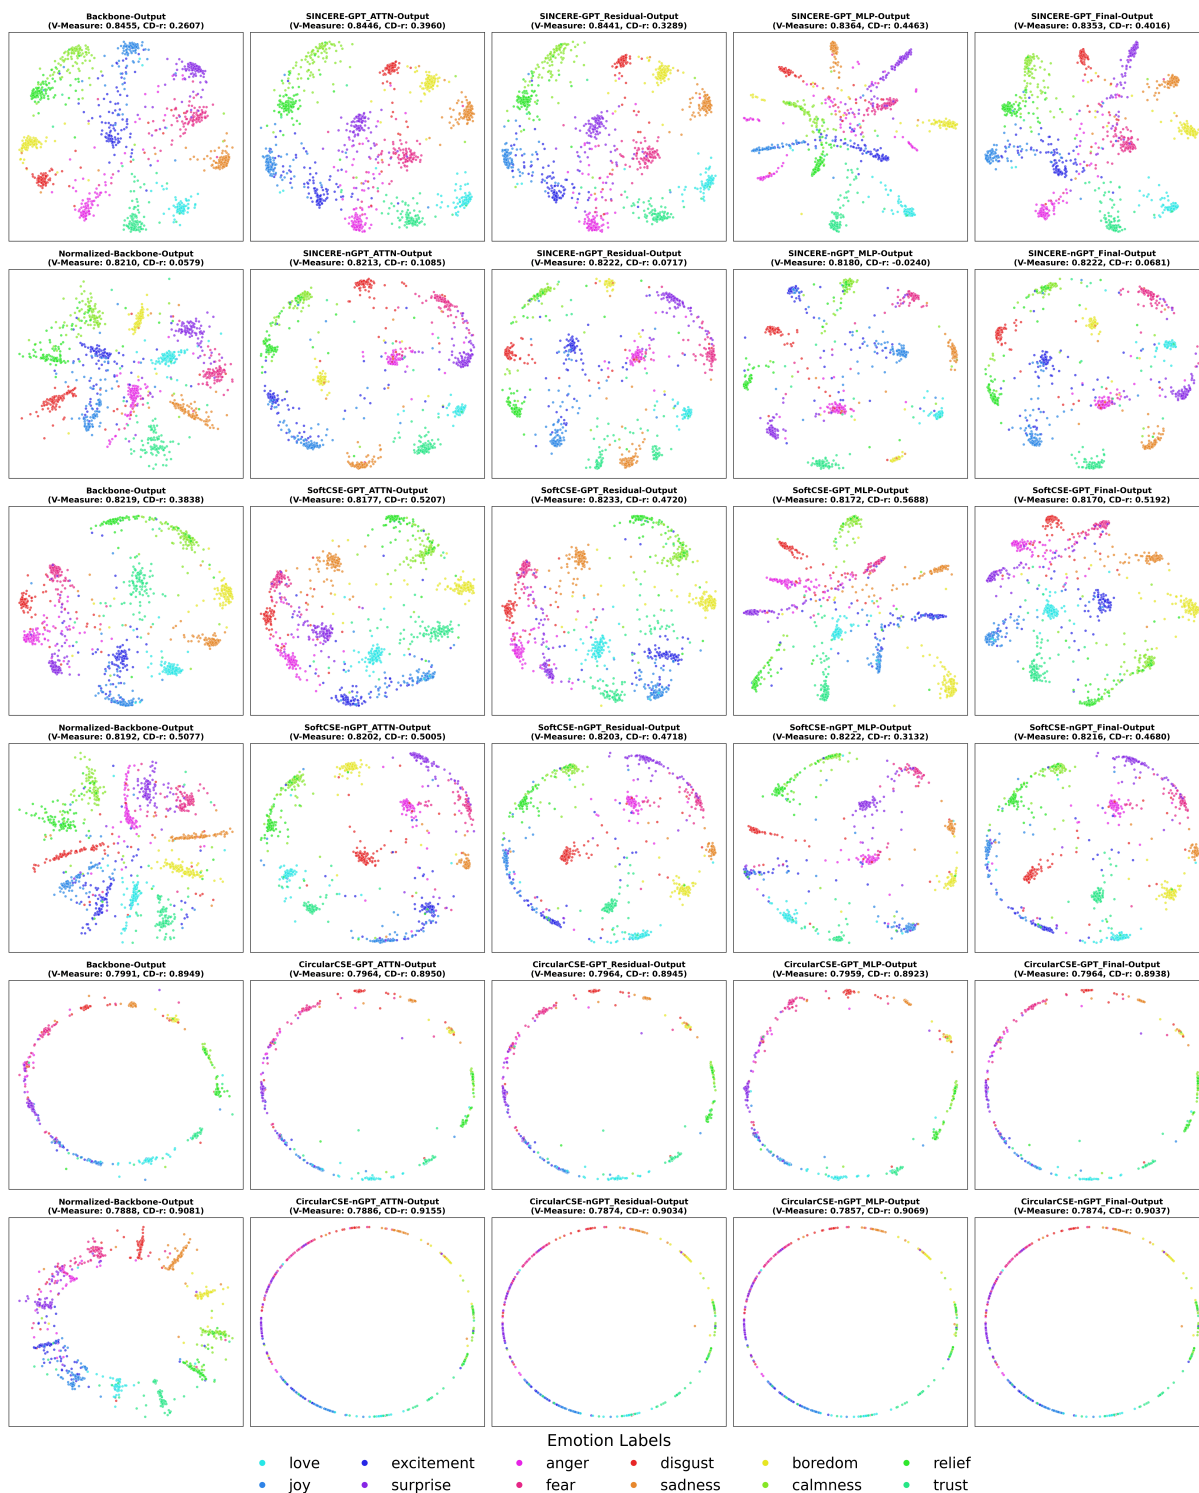 Backbone-Output
(V-Measure: 0.8455, CD-r: 0.2607)
SINCERE-GPT_ATTN-Output
(V-Measure: 0.8446, CD-r: 0.3960)
SINCERE-GPT_Residual-Output
(V-Measure: 0.8441, CD-r: 0.3289)
SINCERE-GPT_MLP-Output
(V-Measure: 0.8364, CD-r: 0.4463)
SINCERE-GPT_Final-Output
(V-Measure: 0.8353, CD-r: 0.4016)
Normalized-Backbone-Output
(V-Measure: 0.8210, CD-r: 0.0579)
SINCERE-nGPT_ATTN-Output
(V-Measure: 0.8213, CD-r: 0.1085)
SINCERE-nGPT_Residual-Output
(V-Measure: 0.8222, CD-r: 0.0717)
SINCERE-nGPT_MLP-Output
(V-Measure: 0.8180, CD-r: -0.0240)
SINCERE-nGPT_Final-Output
(V-Measure: 0.8222, CD-r: 0.0681)
Backbone-Output
(V-Measure: 0.8219, CD-r: 0.3838)
SoftCSE-GPT_ATTN-Output
(V-Measure: 0.8177, CD-r: 0.5207)
SoftCSE-GPT_Residual-Output
(V-Measure: 0.8233, CD-r: 0.4720)
SoftCSE-GPT_MLP-Output
(V-Measure: 0.8172, CD-r: 0.5688)
SoftCSE-GPT_Final-Output
(V-Measure: 0.8170, CD-r: 0.5192)
Normalized-Backbone-Output
(V-Measure: 0.8192, CD-r: 0.5077)
SoftCSE-nGPT_ATTN-Output
(V-Measure: 0.8202, CD-r: 0.5005)
SoftCSE-nGPT_Residual-Output
(V-Measure: 0.8203, CD-r: 0.4718)
SoftCSE-nGPT_MLP-Output
(V-Measure: 0.8222, CD-r: 0.3132)
SoftCSE-nGPT_Final-Output
(V-Measure: 0.8216, CD-r: 0.4680)
Backbone-Output
(V-Measure: 0.7991, CD-r: 0.8949)
CircularCSE-GPT_ATTN-Output
(V-Measure: 0.7964, CD-r: 0.8950)
CircularCSE-GPT_Residual-Output
(V-Measure: 0.7964, CD-r: 0.8945)
CircularCSE-GPT_MLP-Output
(V-Measure: 0.7959, CD-r: 0.8923)
CircularCSE-GPT_Final-Output
(V-Measure: 0.7964, CD-r: 0.8938)
Normalized-Backbone-Output
(V-Measure: 0.7888, CD-r: 0.9081)
CircularCSE-nGPT_ATTN-Output
(V-Measure: 0.7886, CD-r: 0.9155)
CircularCSE-nGPT_Residual-Output
(V-Measure: 0.7874, CD-r: 0.9034)
CircularCSE-nGPT_MLP-Output
(V-Measure: 0.7857, CD-r: 0.9069)
CircularCSE-nGPT_Final-Output
(V-Measure: 0.7874, CD-r: 0.9037)
Emotion Labels
love excitement anger disgust boredom relief
joy surprise fear sadness calmness trust